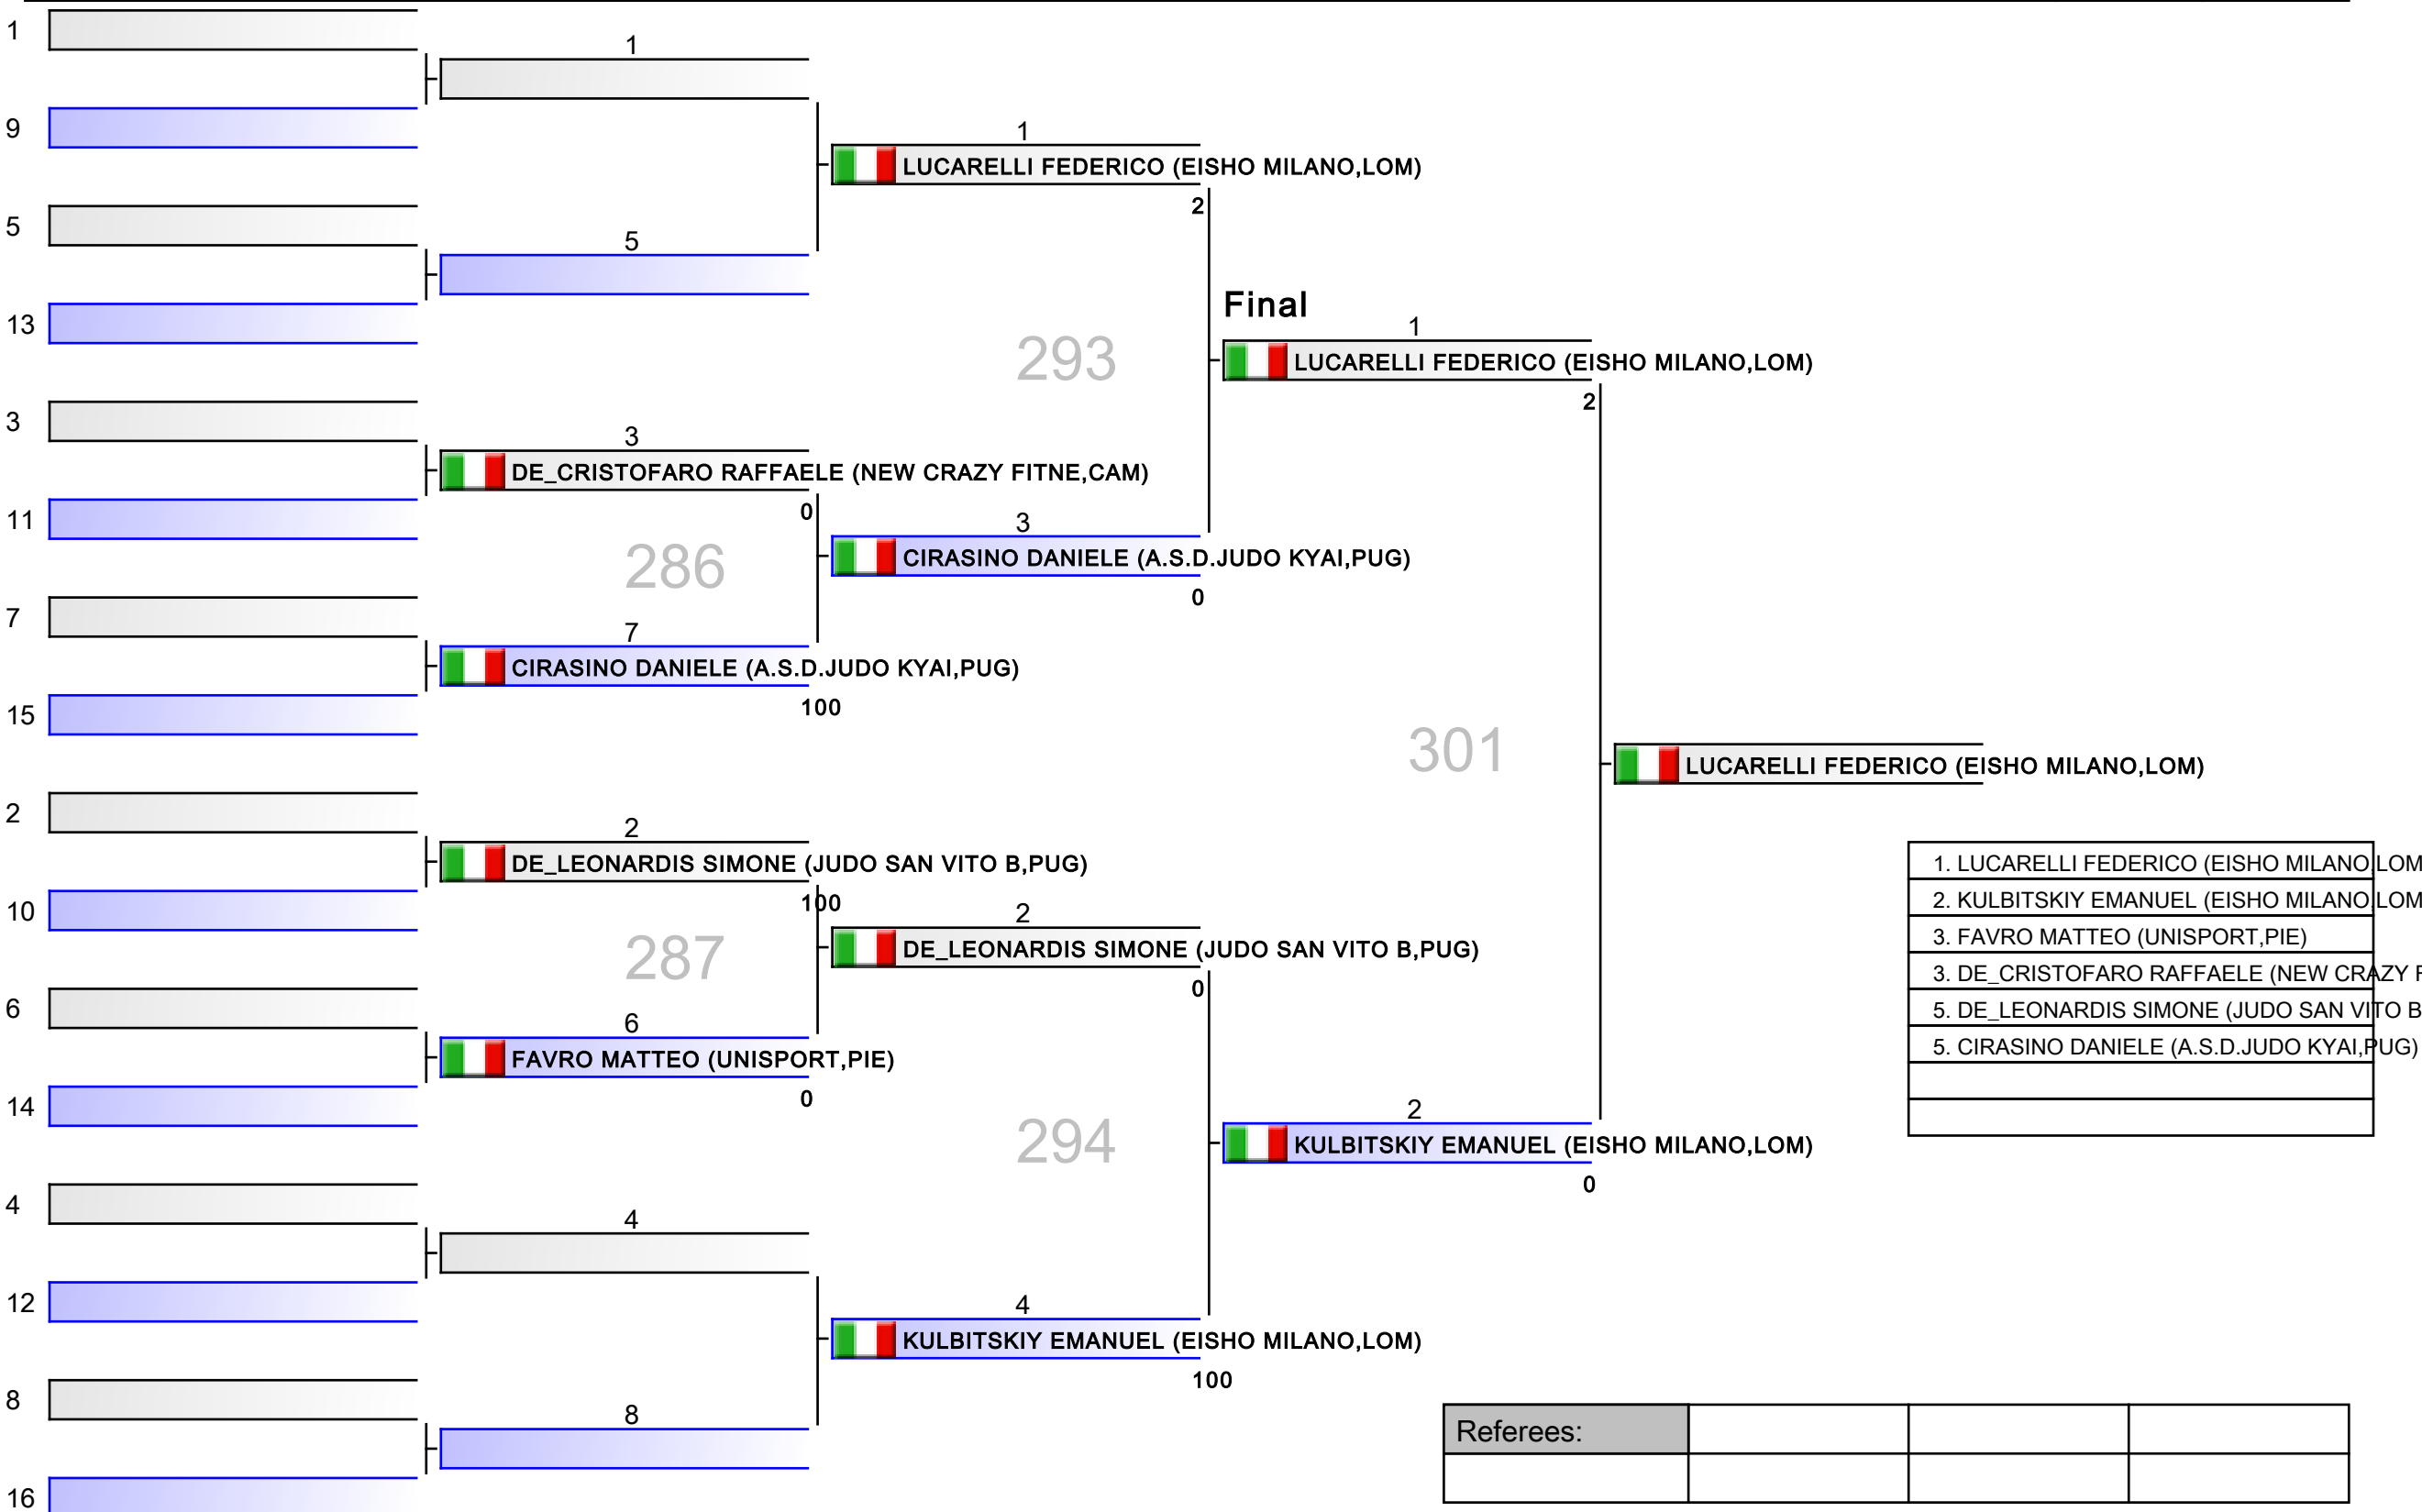 1
1
9
1
LUCARELLI FEDERICO (EISHO MILANO,LOM)
2
5
5
13
Final
1
293
LUCARELLI FEDERICO (EISHO MILANO,LOM)
2
3
3
DE_CRISTOFARO RAFFAELE (NEW CRAZY FITNE,CAM)
0
11
3
286
CIRASINO DANIELE (A.S.D.JUDO KYAI,PUG)
0
7
7
CIRASINO DANIELE (A.S.D.JUDO KYAI,PUG)
100
15
301
LUCARELLI FEDERICO (EISHO MILANO,LOM)
2
2
DE_LEONARDIS SIMONE (JUDO SAN VITO B,PUG)
100
10
2
287
DE_LEONARDIS SIMONE (JUDO SAN VITO B,PUG)
0
1. LUCARELLI FEDERICO (EISHO MILANO,LOM
2. KULBITSKIY EMANUEL (EISHO MILANO,LOM
3. FAVRO MATTEO (UNISPORT,PIE)
3. DE_CRISTOFARO RAFFAELE (NEW CRAZY F
5. DE_LEONARDIS SIMONE (JUDO SAN VITO B
5. CIRASINO DANIELE (A.S.D.JUDO KYAI,PUG)
6
6
FAVRO MATTEO (UNISPORT,PIE)
0
14
294
2
KULBITSKIY EMANUEL (EISHO MILANO,LOM)
0
4
4
12
4
KULBITSKIY EMANUEL (EISHO MILANO,LOM)
100
8
8
16
Referees: